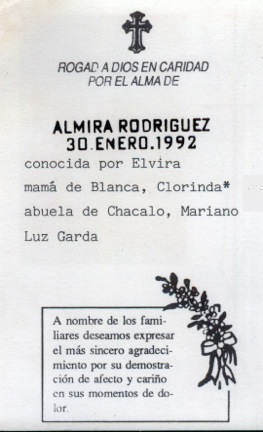 ROGAD A DIOS EN CARIDAD
POR EL ALMA DE
ALMIRA RODRIGUEZ
30.ENERO.1992
conocida por Elvira
mamá de Blanca, Clorinda*
abuela de Chacalo, Mariano
Luz Garda
A nombre de los fami-
liares deseamos expresar
el más sincero agradeci-
miento por su demostra-
ción de afecto y cariño
en sus momentos de do-
lor.